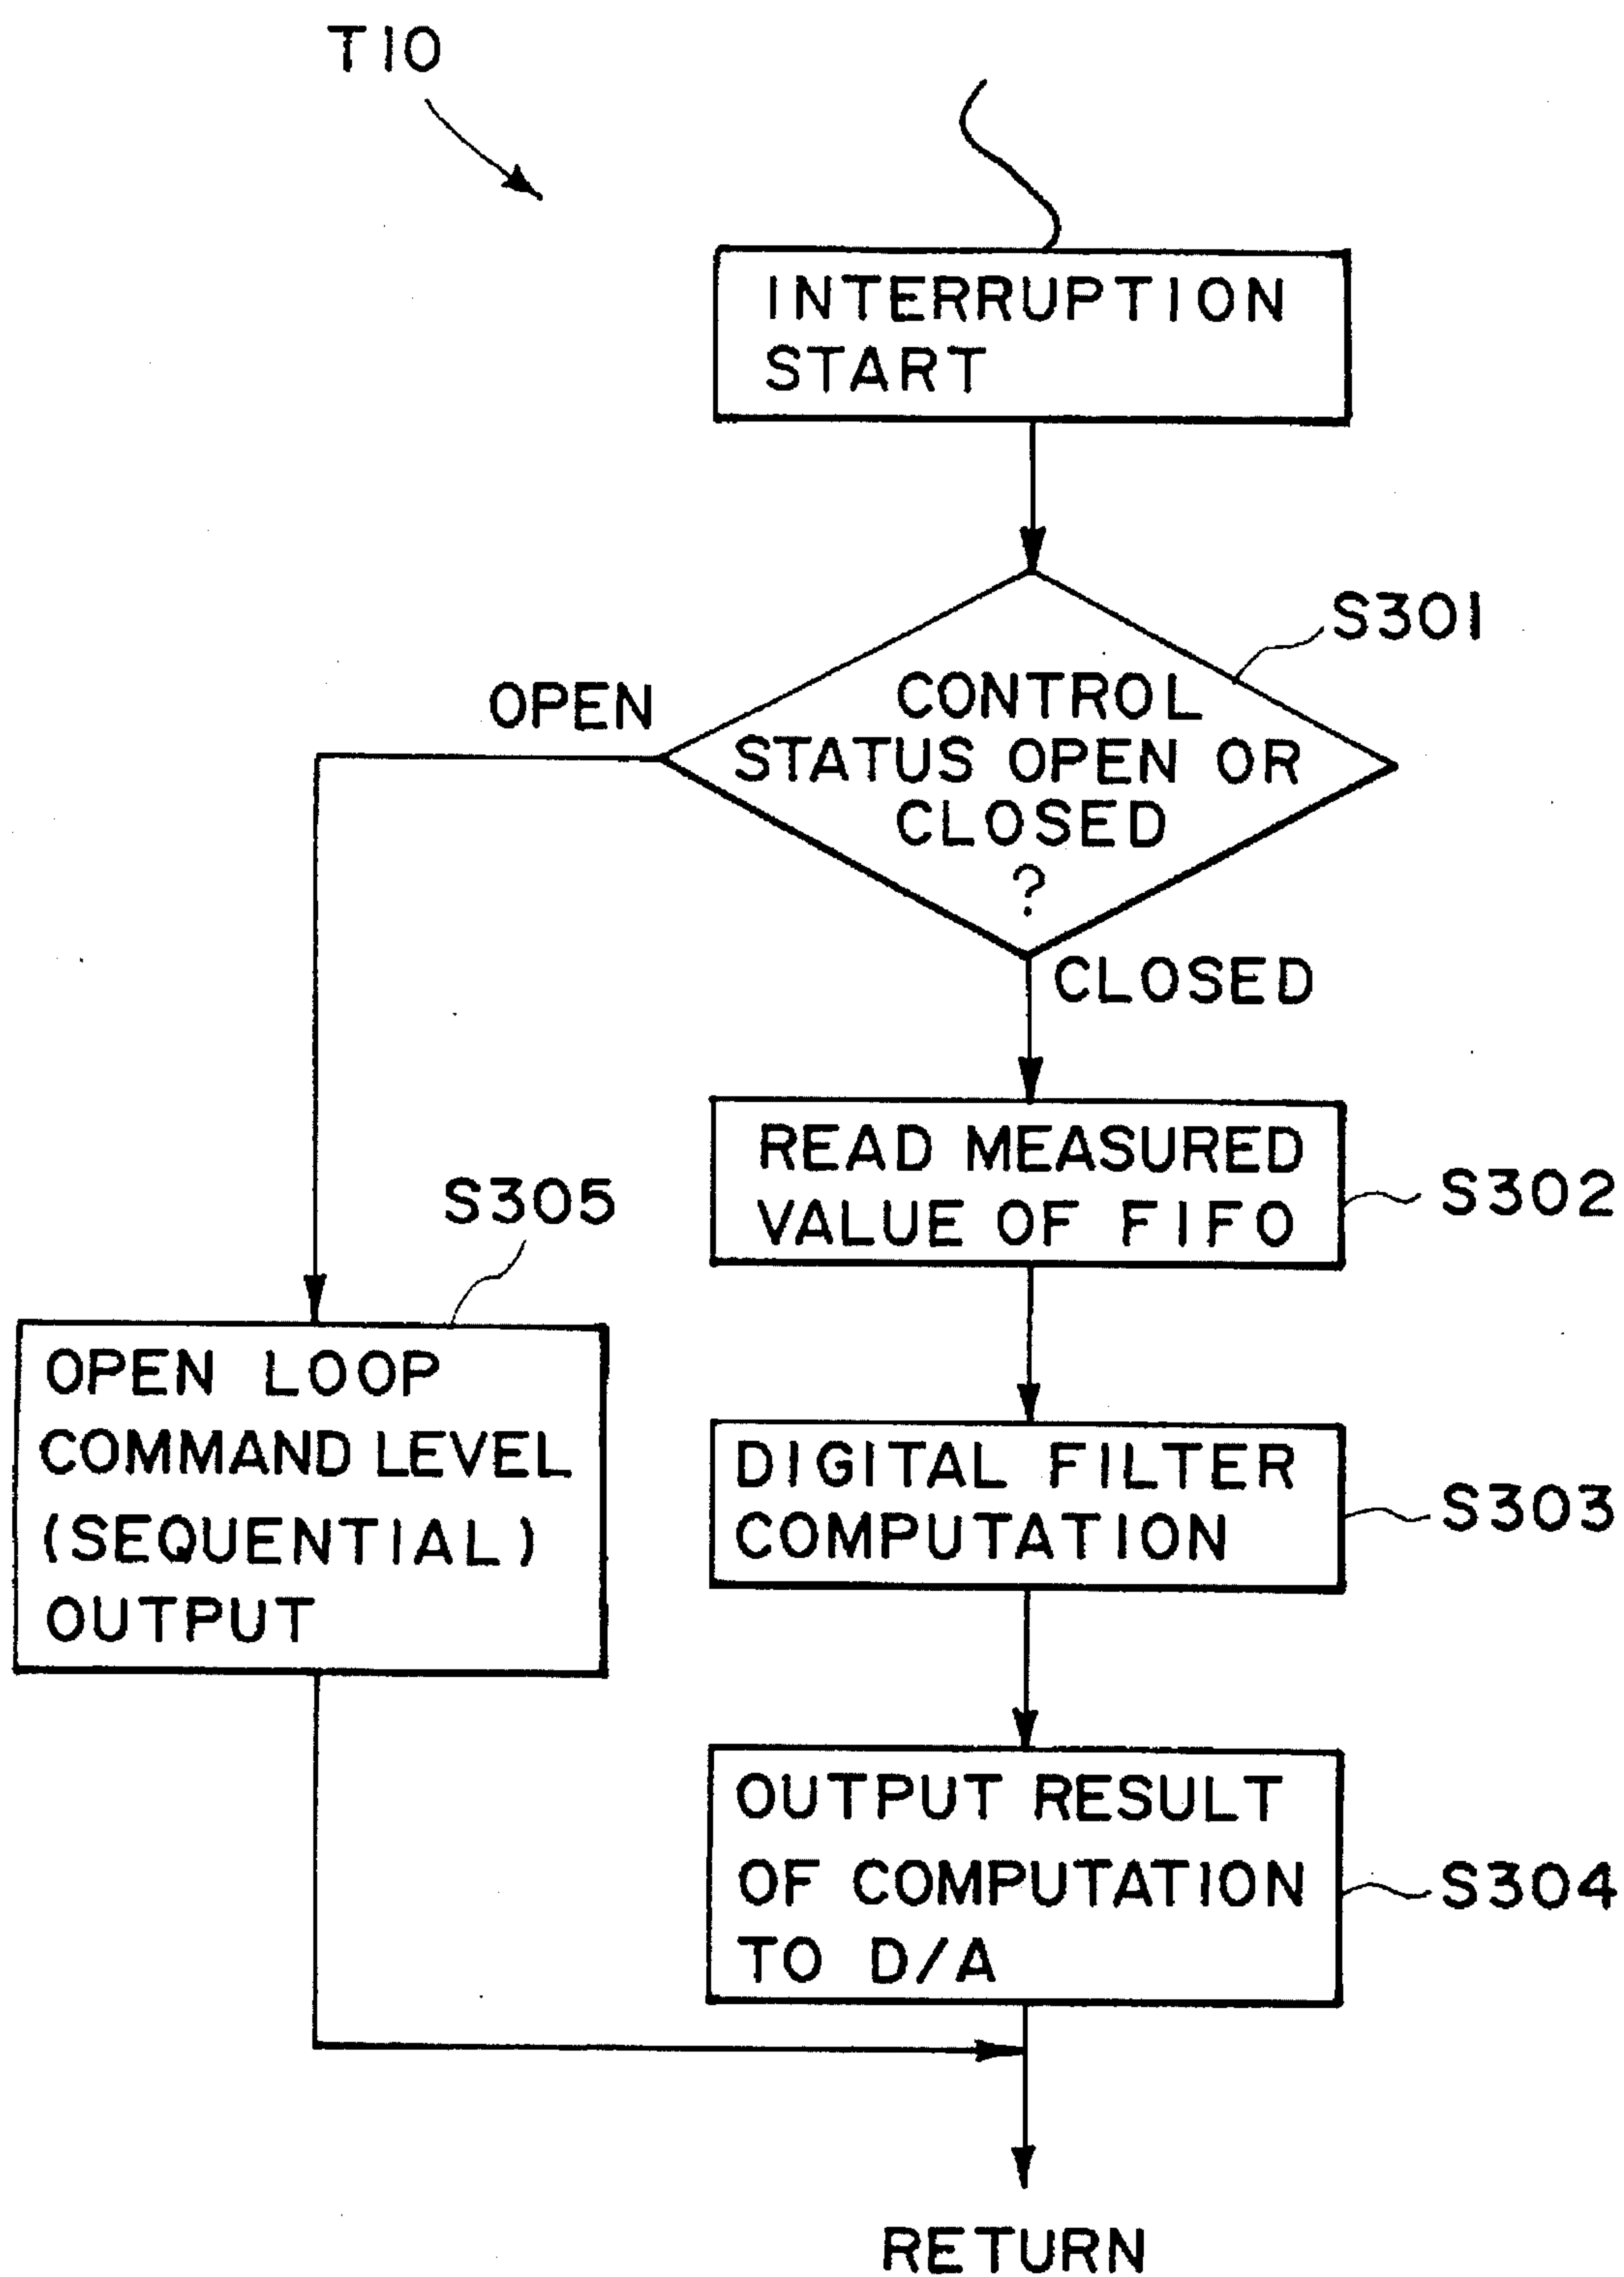 T10
INTERRUPTION
START
S301
CONTROL
STATUS OPEN OR
CLOSED
?
OPEN
CLOSED
READ MEASURED
VALUE OF FIFO
S302
S305
OPEN LOOP
COMMAND LEVEL
(SEQUENTIAL)
OUTPUT
DIGITAL FILTER
COMPUTATION
S303
OUTPUT RESULT
OF COMPUTATION
TO D/A
S304
RETURN